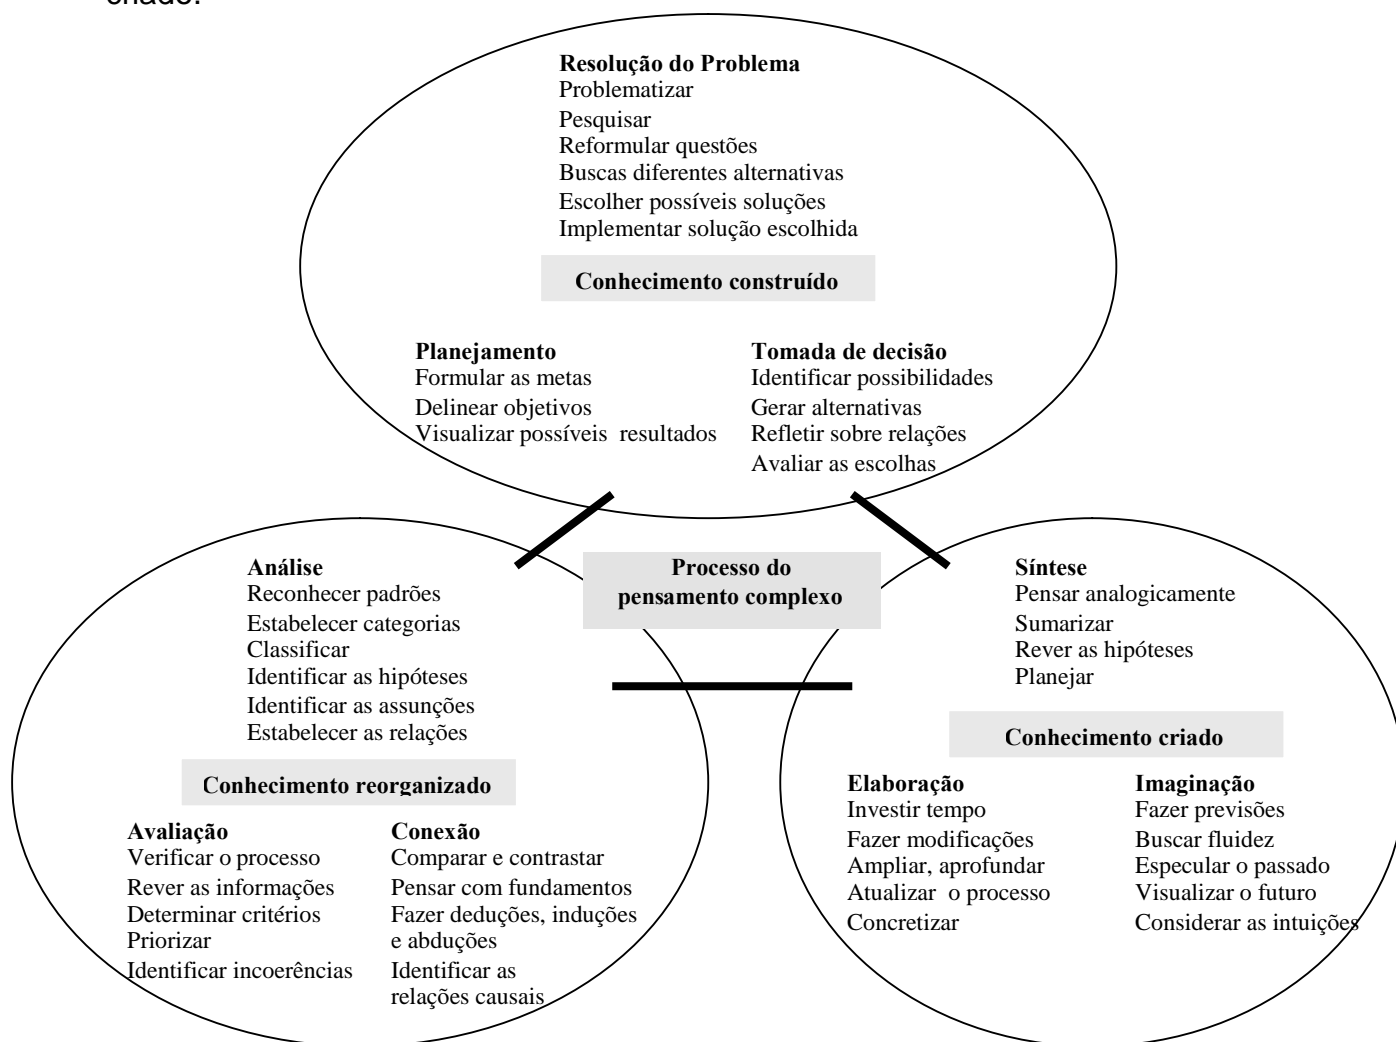 criado.
Resolução do Problema
Problematizar
Pesquisar
Reformular questões
Buscas diferentes alternativas
Escolher possíveis soluções
Implementar solução escolhida
Conhecimento construído
Planejamento
Formular as metas
Delinear objetivos
Visualizar possíveis resultados
Tomada de decisão
Identificar possibilidades
Gerar alternativas
Refletir sobre relações
Avaliar as escolhas
Processo do
pensamento complexo
Análise
Reconhecer padrões
Estabelecer categorias
Classificar
Identificar as hipóteses
Identificar as assunções
Estabelecer as relações
Conhecimento reorganizado
Avaliação
Verificar o processo
Rever as informações
Determinar critérios
Priorizar
Identificar incoerências
Conexão
Comparar e contrastar
Pensar com fundamentos
Fazer deduções, induções
e abduções
Identificar as
relações causais
Síntese
Pensar analogicamente
Sumarizar
Rever as hipóteses
Planejar
Conhecimento criado
Elaboração
Investir tempo
Fazer modificações
Ampliar, aprofundar
Atualizar o processo
Concretizar
Imaginação
Fazer previsões
Buscar fluidez
Especular o passado
Visualizar o futuro
Considerar as intuições